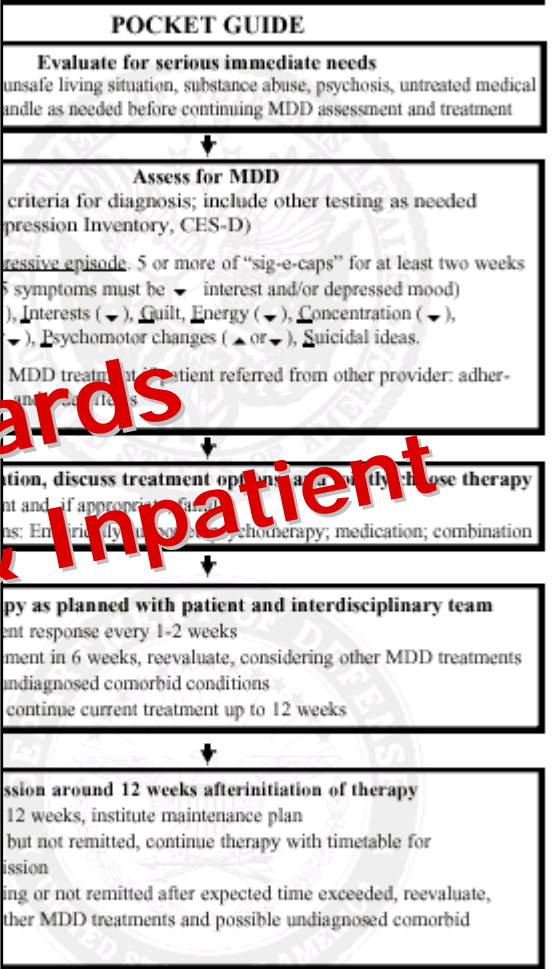 POCKET GUIDE
Evaluate for serious immediate needs
unsafe living situation, substance abuse, psychosis, untreated medical
andle as needed before continuing MDD assessment and treatment
Assess for MDD
criteria for diagnosis; include other testing as needed
pression Inventory, CES-D)
ressive episode. 5 or more of “sig-e-caps” for at least two weeks
5 symptoms must be ▾ interest and/or depressed mood)
), Interests ( ▾ ), Guilt, Energy ( ▾ ), Concentration ( ▾ ),
▾ ), Psychomotor changes ( ▴ or ▾ ), Suicidal ideas.
MDD treatment if patient referred from other provider: adher-
and
ards
tion, discuss treatment options, and jointly choose therapy
nt and, if appropriate,
& Inpatient
ns: Empirically psychotherapy; medication; combination
py as planned with patient and interdisciplinary team
ent response every 1-2 weeks
ment in 6 weeks, reevaluate, considering other MDD treatments
undiagnosed comorbid conditions
continue current treatment up to 12 weeks
ssion around 12 weeks afterinitiation of therapy
12 weeks, institute maintenance plan
but not remitted, continue therapy with timetable for
ission
ing or not remitted after expected time exceeded, reevaluate,
ther MDD treatments and possible undiagnosed comorbid